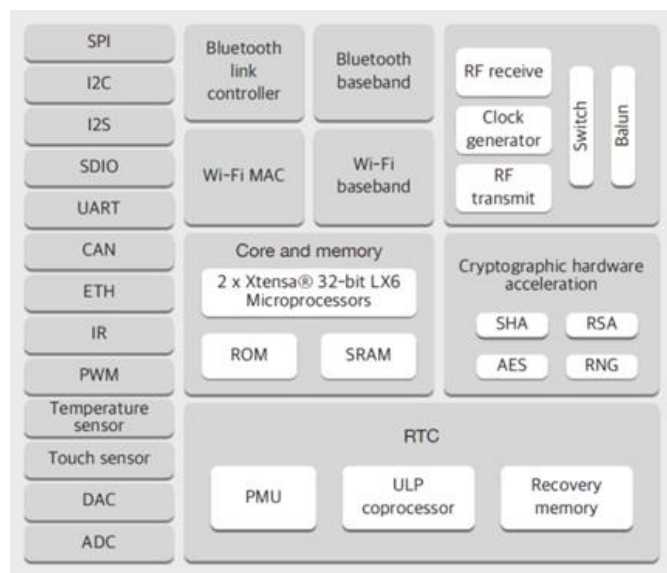 SPI
I2C
I2S
SDIO
UART
CAN
ETH
IR
PWM
Temperature
sensor
Touch sensor
DAC
ADC
Bluetooth
link
controller
Bluetooth
baseband
Wi-Fi MAC
Wi-Fi
baseband
RF receive
Clock
generator
RF
transmit
Switch
Balun
Core and memory
2 x Xtensa® 32-bit LX6
Microprocessors
ROM
SRAM
Cryptographic hardware
acceleration
SHA
RSA
AES
RNG
RTC
PMU
ULP
coprocessor
Recovery
memory